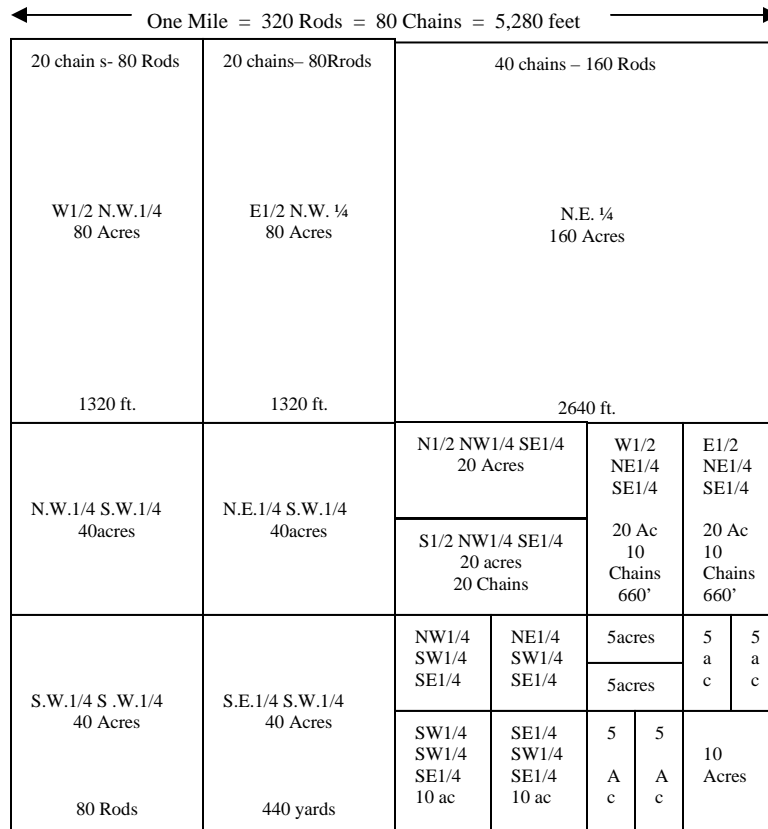 One Mile = 320 Rods = 80 Chains = 5,280 feet
20 chain s- 80 Rods
20 chains– 80Rrods
40 chains – 160 Rods
W1/2 N.W.1/4
80 Acres
E1/2 N.W. ¼
80 Acres
N.E. ¼
160 Acres
1320 ft.
1320 ft.
2640 ft.
N.W.1/4 S.W.1/4
40acres
N.E.1/4 S.W.1/4
40acres
N1/2 NW1/4 SE1/4
20 Acres
S1/2 NW1/4 SE1/4
20 acres
20 Chains
W1/2
NE1/4
SE1/4
20 Ac
10
Chains
660’
E1/2
NE1/4
SE1/4
20 Ac
10
Chains
660’
S.W.1/4 S .W.1/4
40 Acres
80 Rods
S.E.1/4 S.W.1/4
40 Acres
440 yards
NW1/4
SW1/4
SE1/4
NE1/4
SW1/4
SE1/4
5acres
5acres
5
a
c
5
a
c
SW1/4
SW1/4
SE1/4
10 ac
SE1/4
SW1/4
SE1/4
10 ac
5
A
c
5
A
c
10
Acres